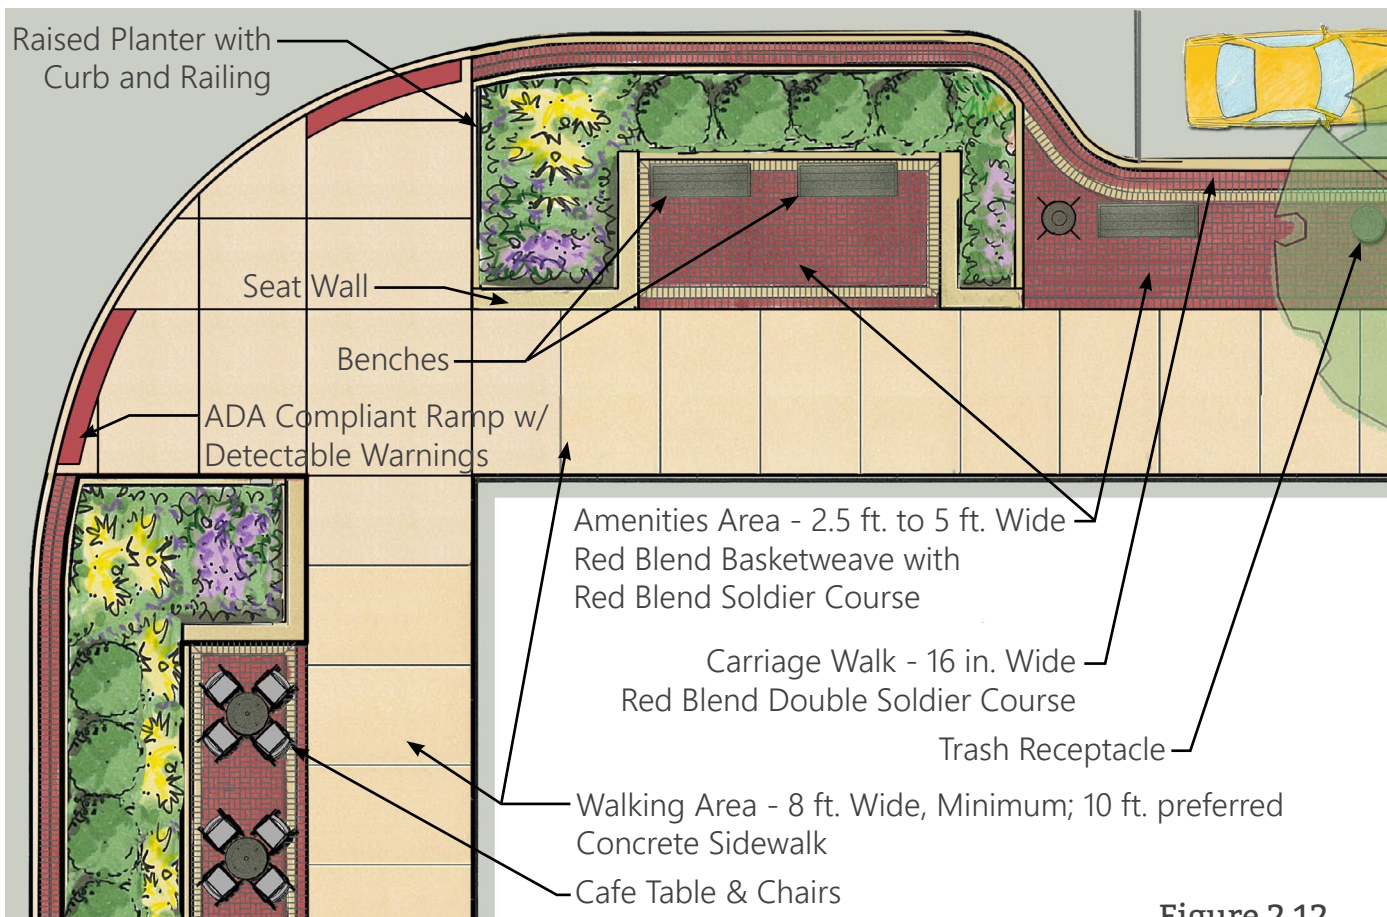 Raised Planter with
Curb and Railing
Seat Wall
Benches
ADA Compliant Ramp w/
Detectable Warnings
Amenities Area - 2.5 ft. to 5 ft. Wide
Red Blend Basketweave with
Red Blend Soldier Course
Carriage Walk - 16 in. Wide
Red Blend Double Soldier Course
Trash Receptacle
Walking Area - 8 ft. Wide, Minimum; 10 ft. preferred
Concrete Sidewalk
Cafe Table & Chairs
Figure 2.12